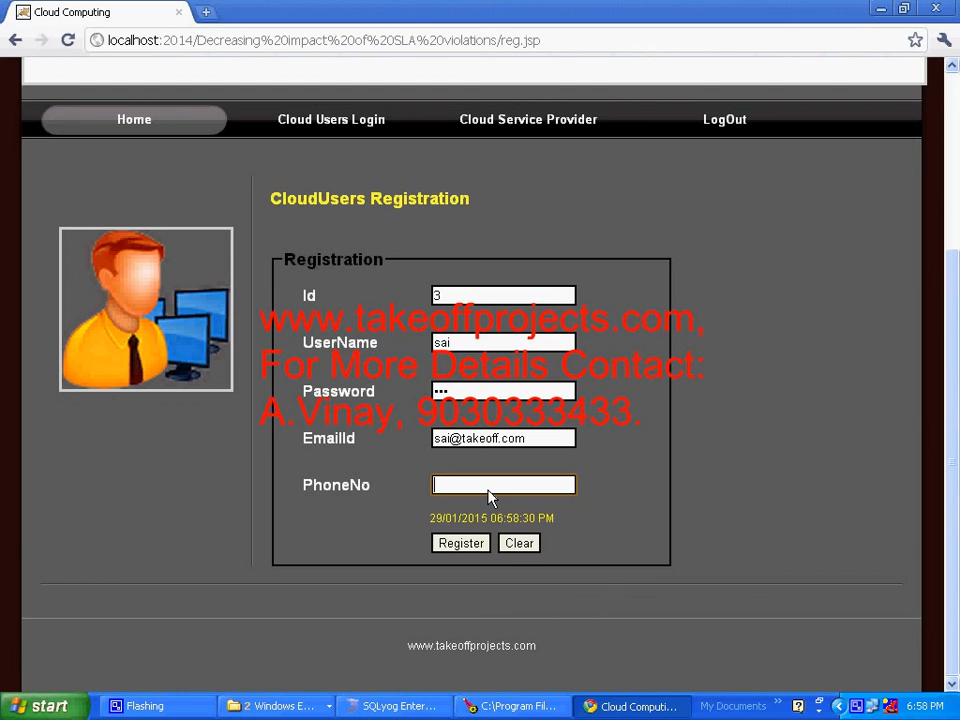 Cloud Computing
localhost:2014/Decreasing%20impact%20of%20SLA%20violations/reg.jsp
Home Cloud Users Login Cloud Service Provider LogOut
CloudUsers Registration
Registration
Id 3
www.takeoffprojects.com,
UserName sai
For More Details Contact:
Password •••
A.Vinay, 9030333433.
EmailId sai@takeoff.com
PhoneNo
29/01/2015 06:58:30 PM
Register Clear
www.takeoffprojects.com
start Flashing 2 Windows E... SQLyog Enter... C:\Program Fil... Cloud Computi... My Documents 6:58 PM